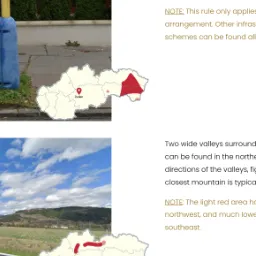 NOTE: This rule only applies
arrangement. Other infras
schemes can be found al
Two wide valleys surround
can be found in the northe
directions of the valleys, fi
closest mountain is typica
NOTE: The light red area ha
northwest, and much lowe
southeast.